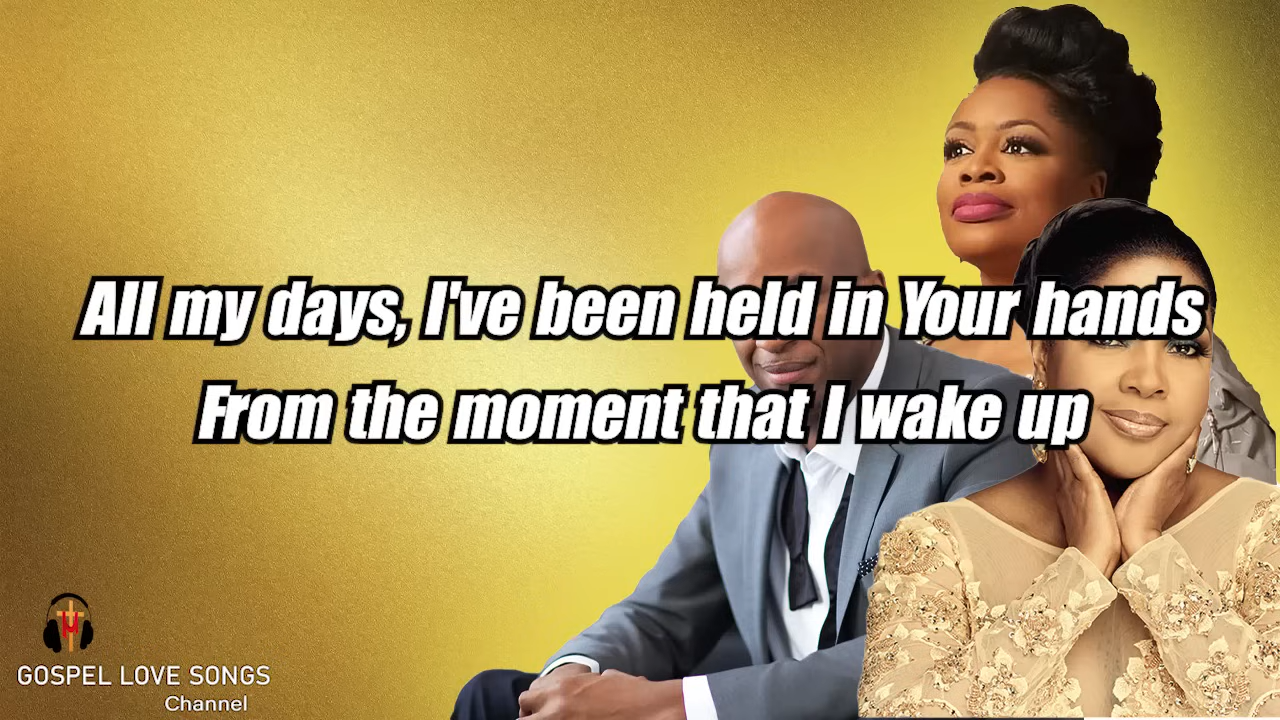 All my days, I've been held in Your hands
From the moment that I wake up
GOSPEL LOVE SONGS
Channel